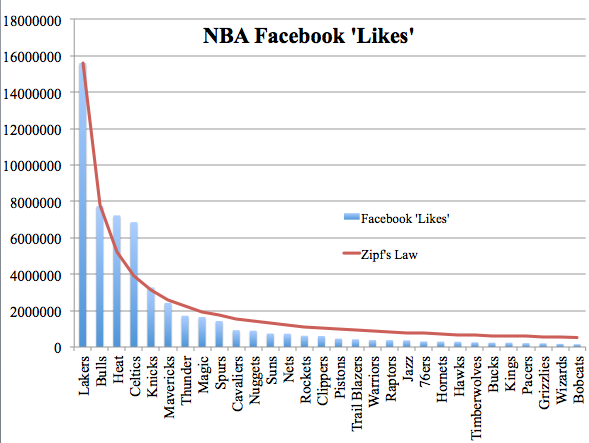 NBA Facebook 'Likes'
18000000
16000000
14000000
12000000
10000000
8000000
6000000
4000000
2000000
0
Facebook 'Likes'
Zipf's Law
Lakers
Bulls
Heat
Celtics
Knicks
Mavericks
Thunder
Magic
Spurs
Cavaliers
Nuggets
Suns
Nets
Rockets
Clippers
Pistons
Trail Blazers
Warriors
Raptors
Jazz
76ers
Hornets
Hawks
Timberwolves
Bucks
Kings
Pacers
Grizzlies
Wizards
Bobcats